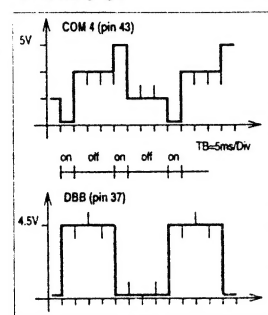 COM 4 (pin 43)
5V
TB=5ms/Div
on off on off on
DBB (pin 37)
4.5V